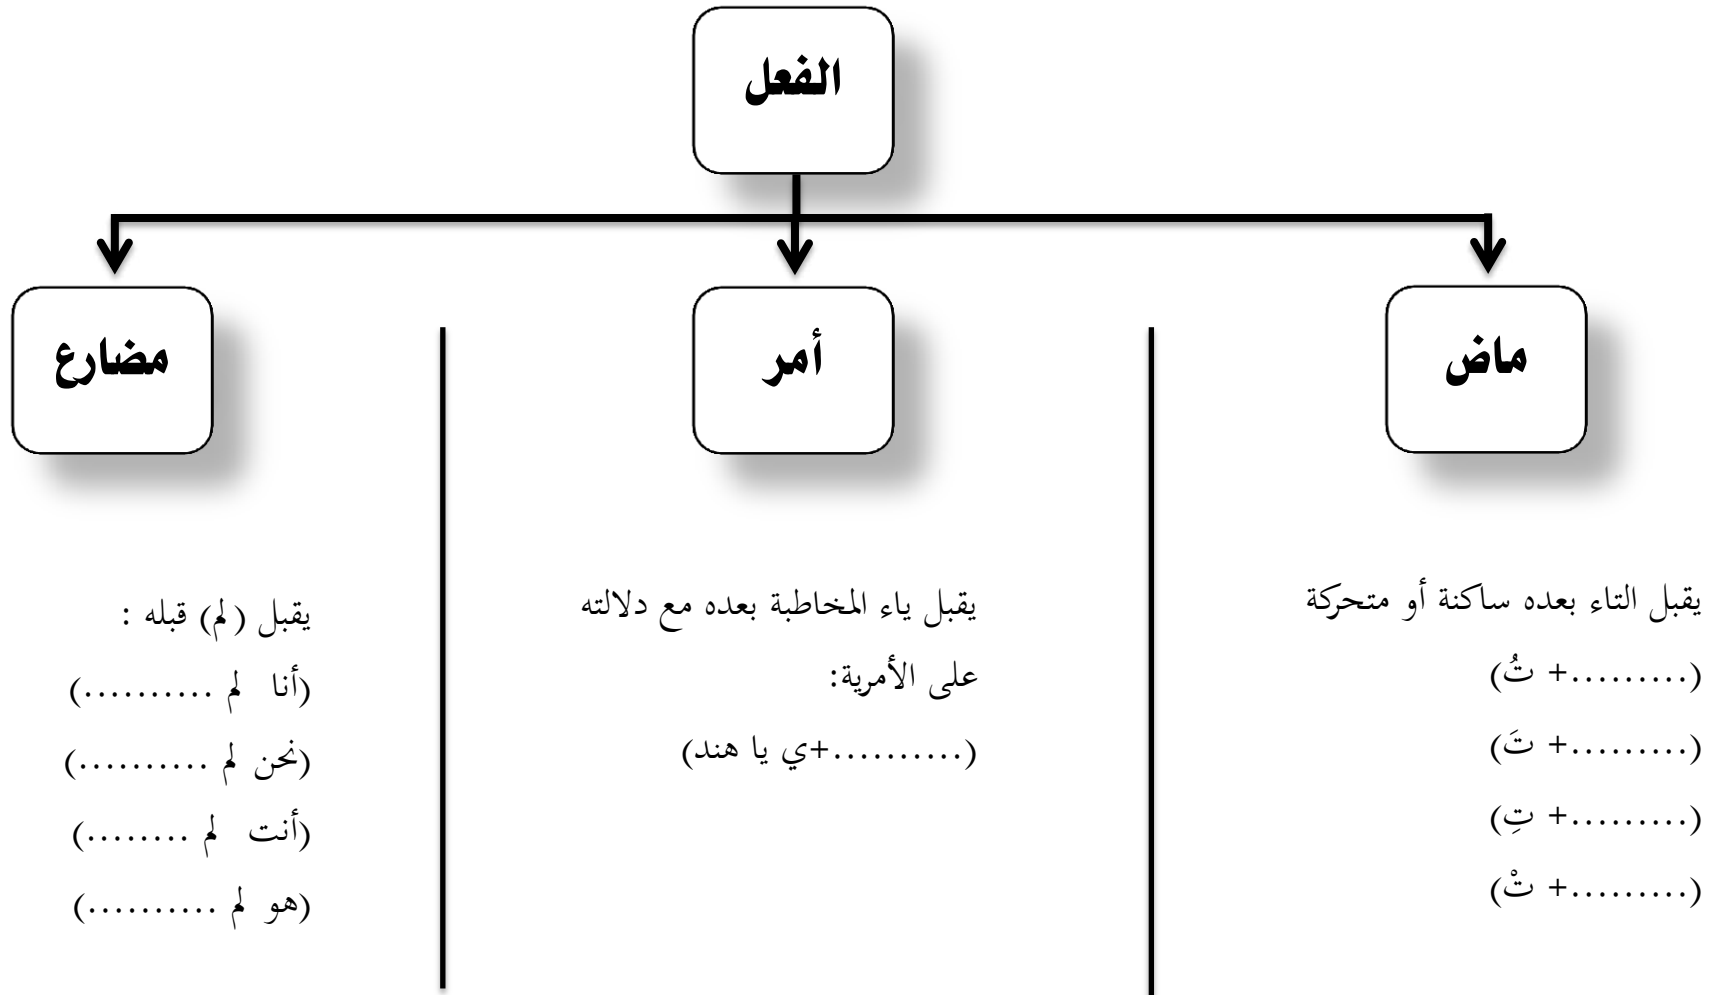 الفعل
ماض
أمر
مضارع
يقبل التاء بعده ساكنة أو متحركة
(.........+ تُ)
(.........+ تَ)
(.........+ تِ)
(.........+ تْ)
يقبل ياء المخاطبة بعده مع دلالته
على الأمرية:
(..........+ي يا هند)
يقبل (لم) قبله :
(أنا لم ..........)
(نحن لم ..........)
(أنت لم ........)
(هو لم ..........)